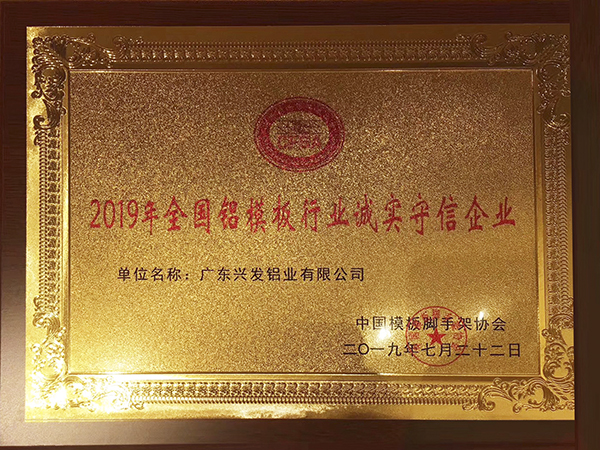 2019年全国铝模板行业诚实守信企业
单位名称：广东兴发铝业有限公司
中国模板脚手架协会
二〇一九年七月二十二日